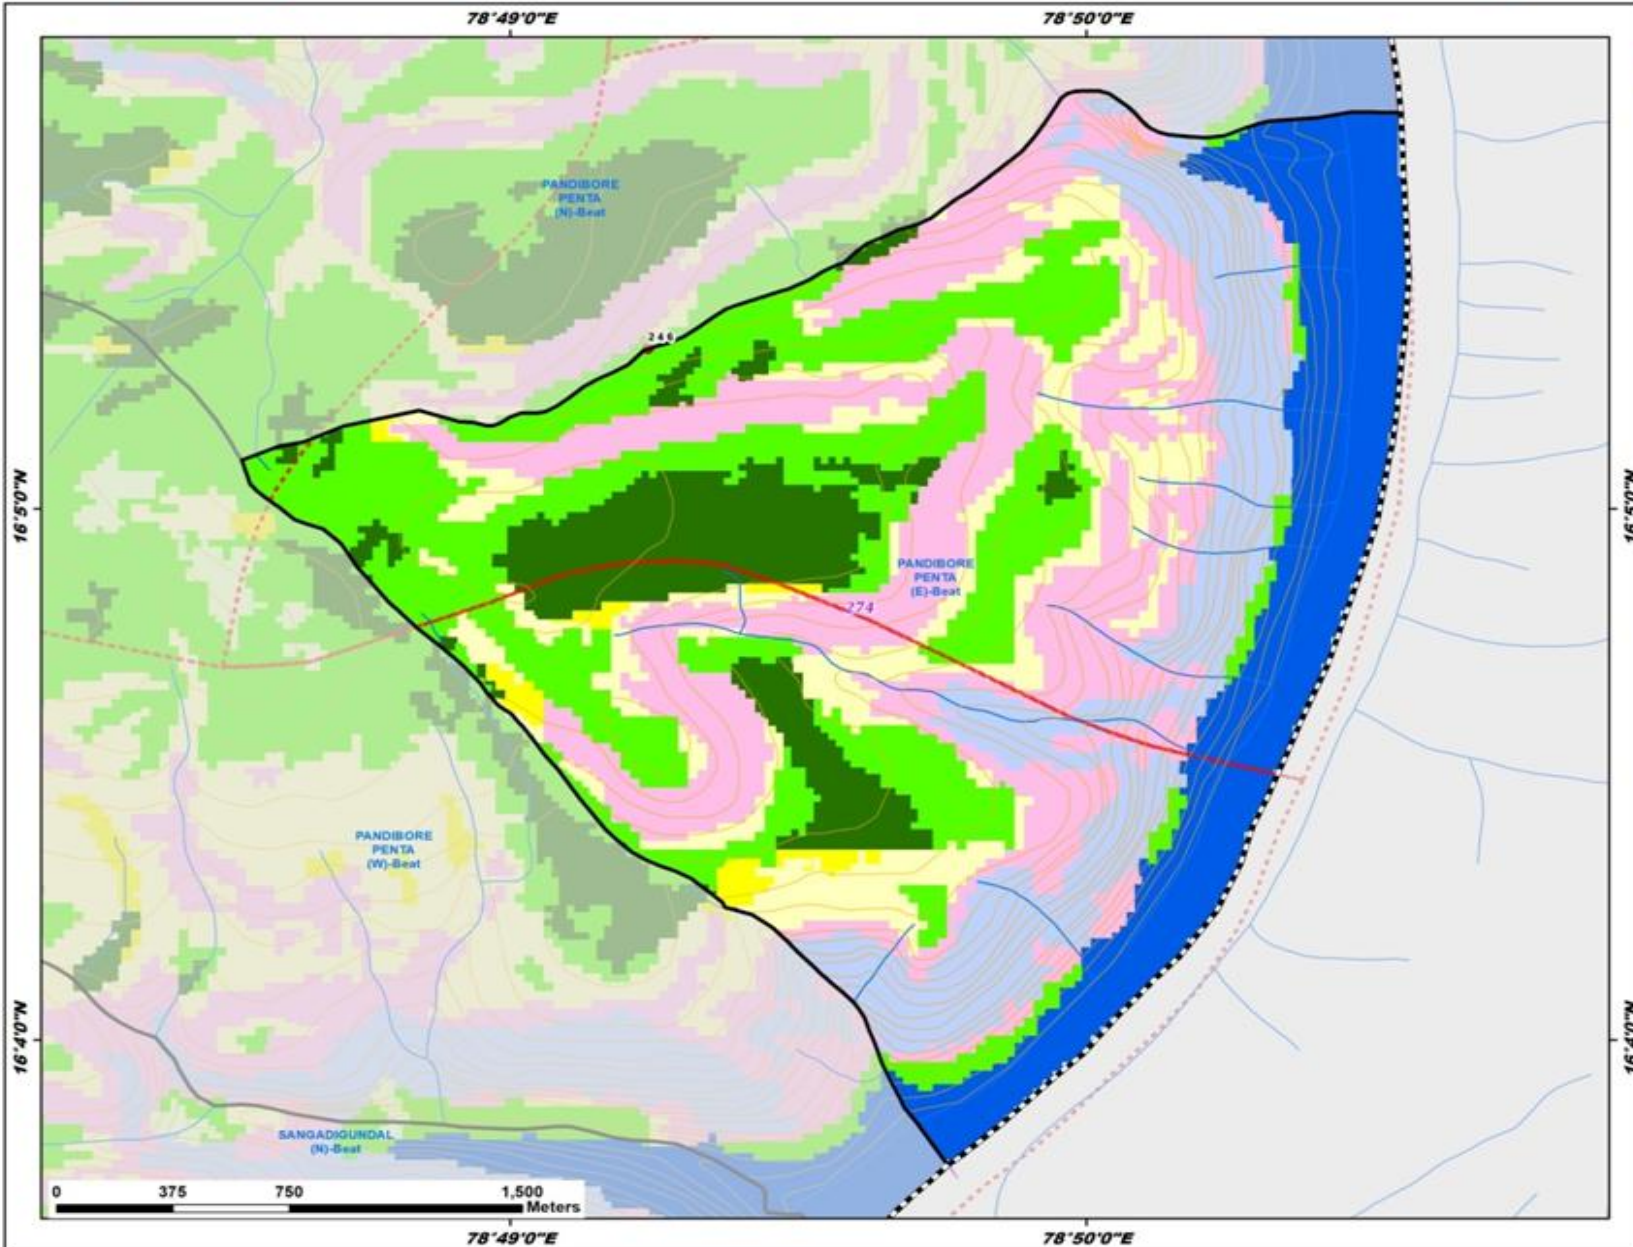 78°49'0"E
78°50'0"E
PANDIBORE
PENTA
(N)-Beat
246
16°5'0"N
16°5'0"N
PANDIBORE
PENTA
(E)-Beat
274
PANDIBORE
PENTA
(W)-Beat
16°4'0"N
16°4'0"N
SANGADIGUNDAL
(N)-Beat
0 375 750 1,500
Meters
78°49'0"E
78°50'0"E